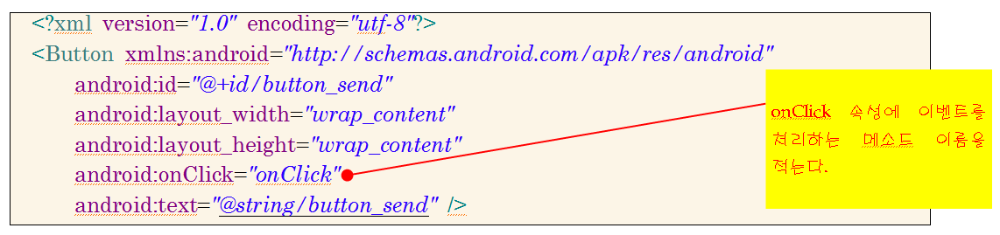 <?xml version="1.0" encoding="utf-8"?>
<Button xmlns:android="http://schemas.android.com/apk/res/android"
android:id="@+id/button_send"
android:layout_width="wrap_content"
android:layout_height="wrap_content"
android:onClick="onClick"
android:text="@string/button_send" />
onClick 속성에 이벤트를
처리하는 메소드 이름을
적는다.